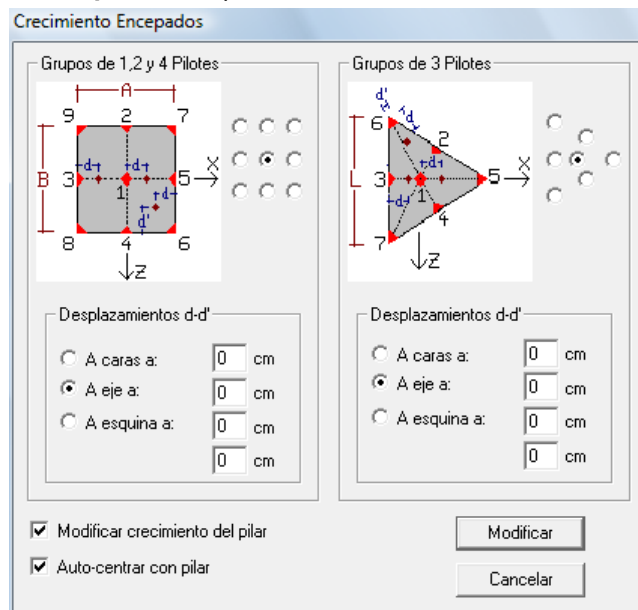 Crecimiento Encepados
Grupos de 1,2 y 4 Pilotes
A
9 2 7
B
d
d
3 1 5 X
d
d'
8 4 6
Z
Desplazamientos d-d'
A caras a: 0 cm
A eje a: 0 cm
A esquina a: 0 cm
0 cm
Grupos de 3 Pilotes
d'
d
6 2
L
d
3 1 5 X
d
4
7
Z
Desplazamientos d-d'
A caras a: 0 cm
A eje a: 0 cm
A esquina a: 0 cm
0 cm
Modificar crecimiento del pilar
Auto-centrar con pilar
Modificar
Cancelar